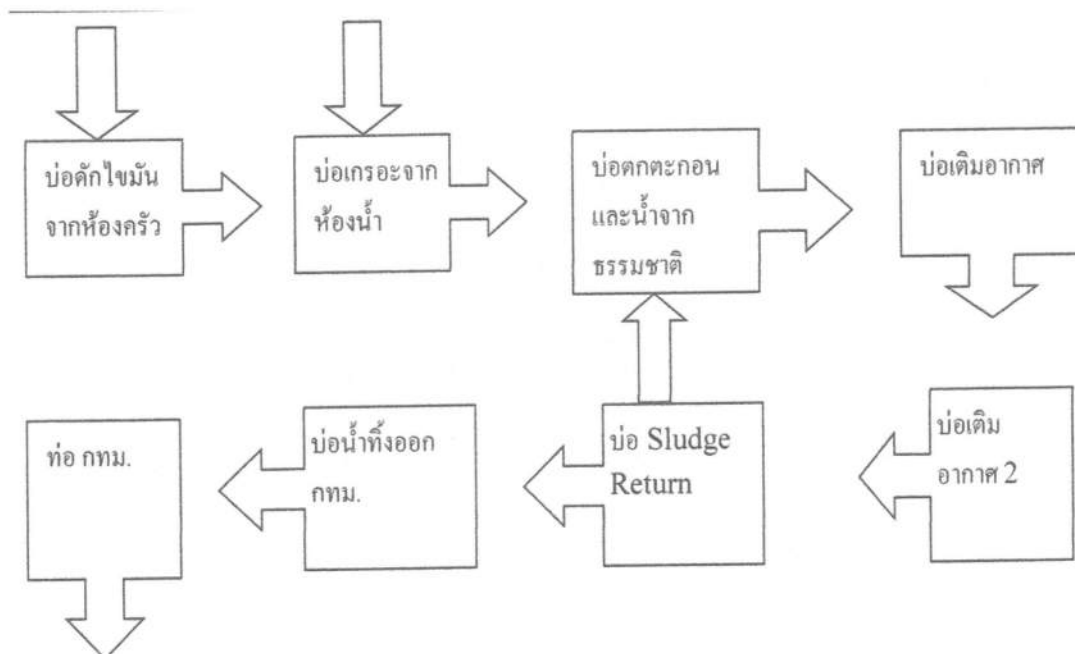 บ่อดักไขมัน
จากห้องครัว
บ่อเกรอะจาก
ห้องน้ำ
บ่อตกตะกอน
และน้ำจาก
ธรรมชาติ
บ่อเติมอากาศ
ท่อ กทม.
บ่อน้ำทิ้งออก
กทม.
บ่อ Sludge
Return
บ่อเติม
อากาศ 2